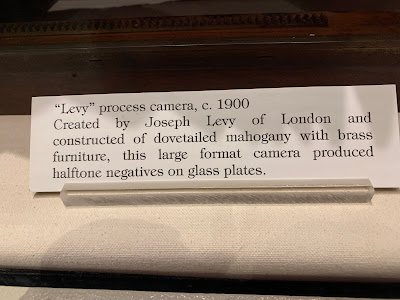 "Levy" process camera, c. 1900
Created by Joseph Levy of London and
constructed of dovetailed mahogany with brass
furniture, this large format camera produced
halftone negatives on glass plates.